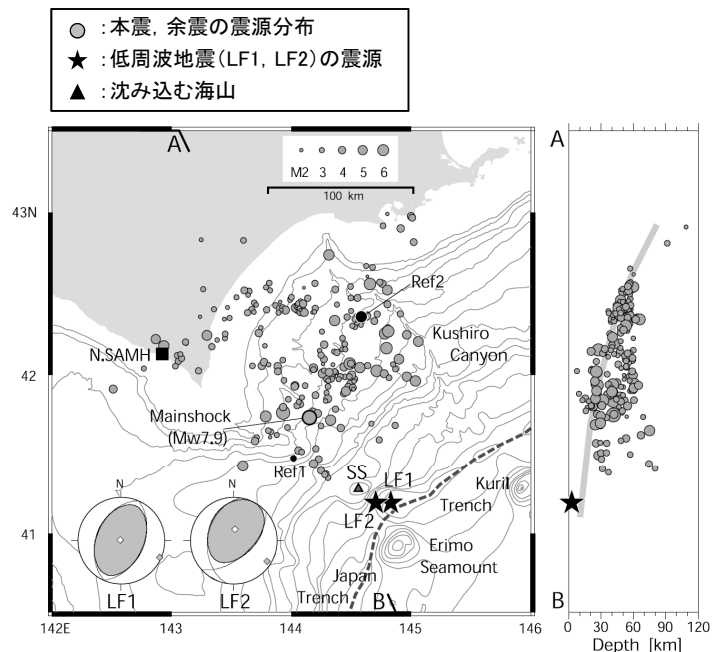 ：本震，余震の震源分布
：低周波地震(LF1, LF2)の震源
：沈み込む海山
A
M2 3 4 5 6
100 km
43N
Ref2
Kushiro
Canyon
N.SAMH
42
Mainshock
(Mw7.9)
Ref1
SS
LF1
LF2
Kuril
Trench
41
N
N
Erimo
Seamount
Japan
Trench
LF1
LF2
B
142E 143 144 145 146
A
B
0 30 60 90 120
Depth [km]